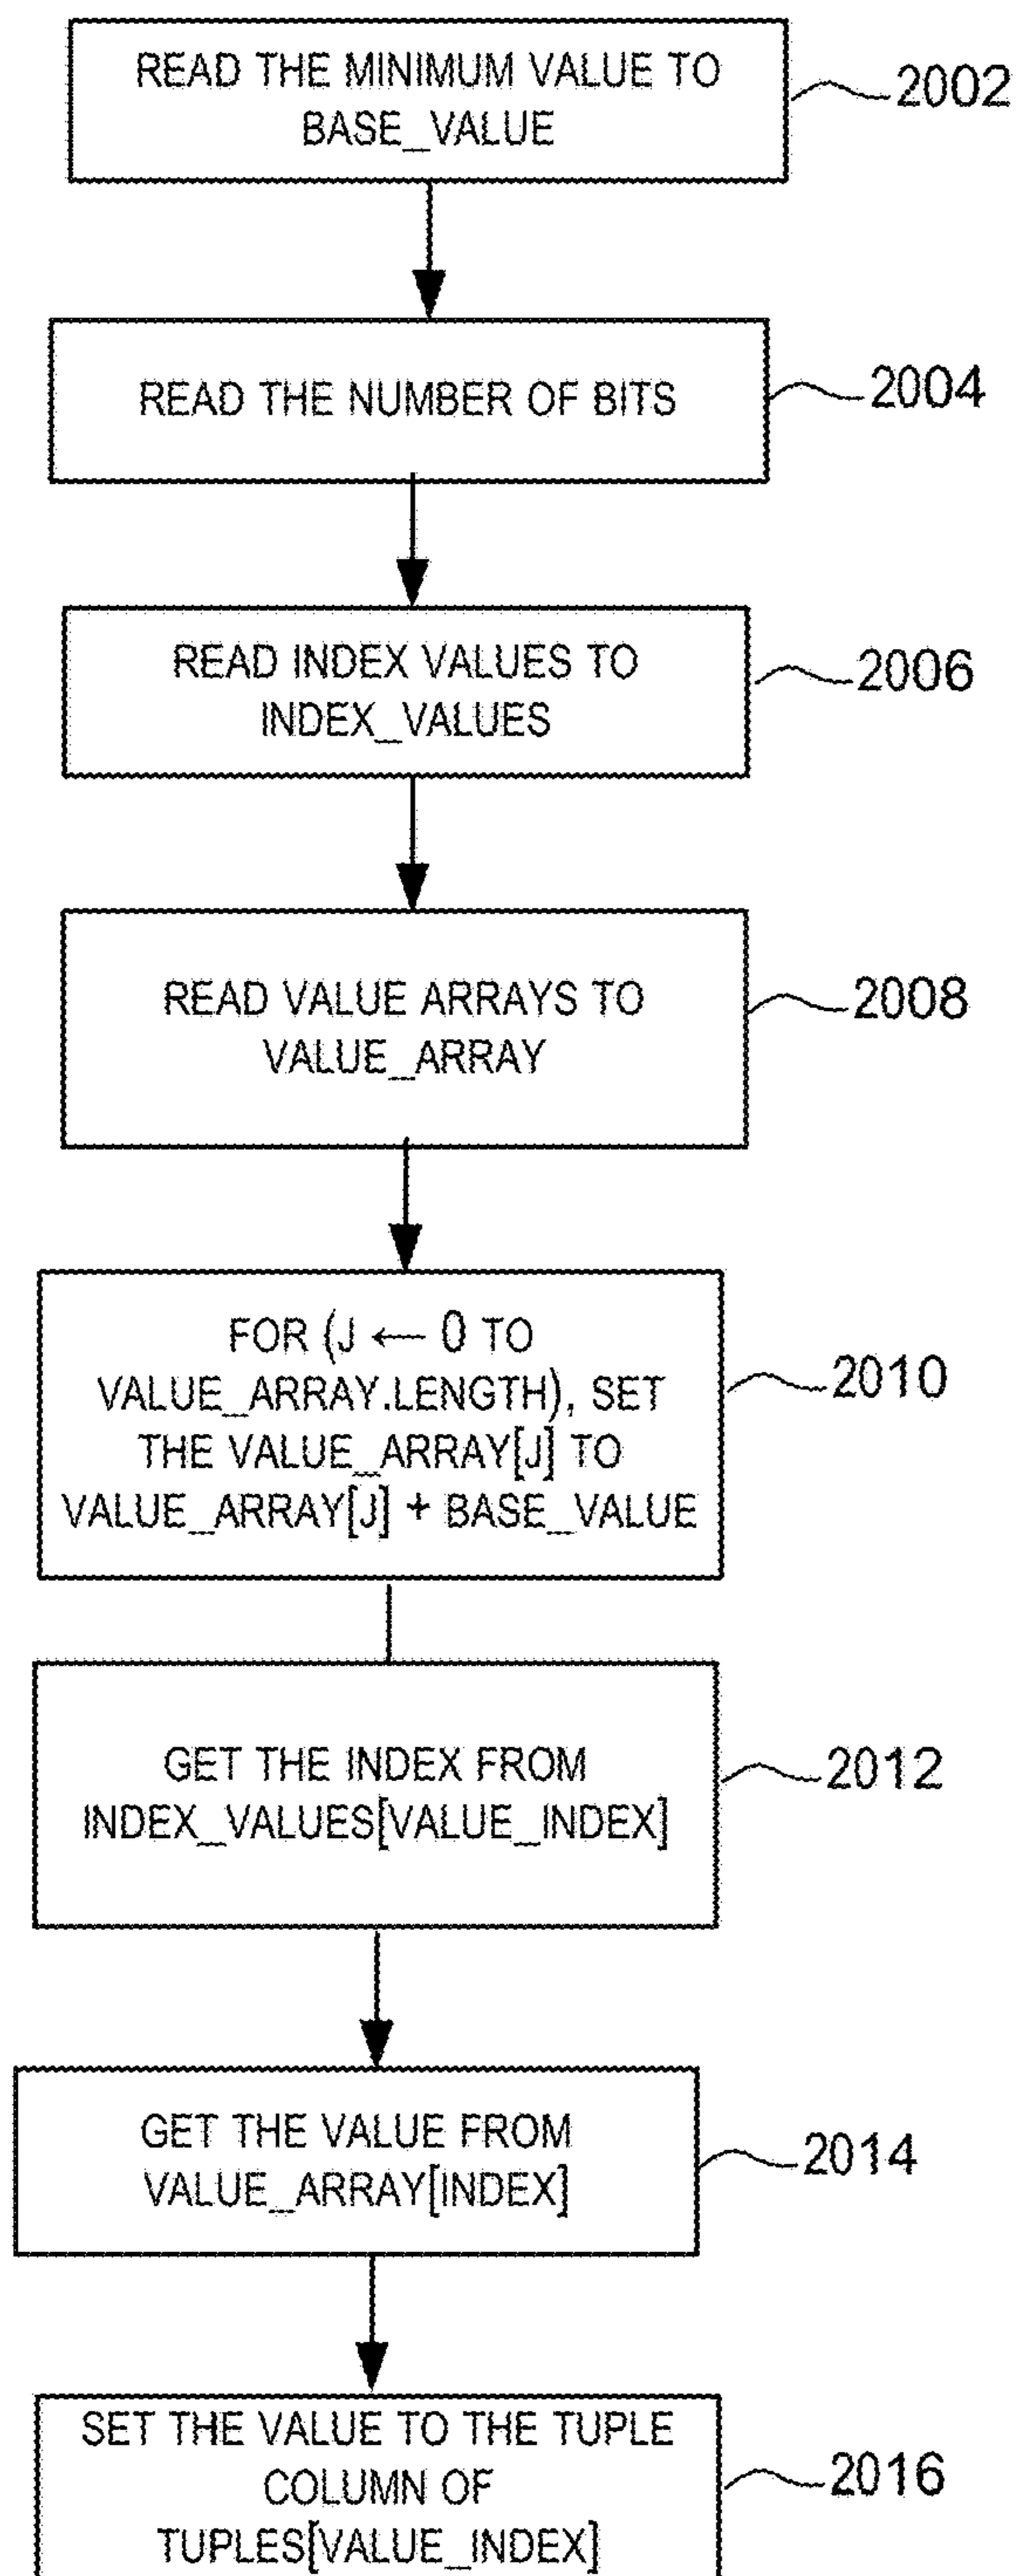 READ THE MINIMUM VALUE TO
BASE_VALUE
2002
READ THE NUMBER OF BITS
2004
READ INDEX VALUES TO
INDEX_VALUES
2006
READ VALUE ARRAYS TO
VALUE_ARRAY
2008
FOR (J ← 0 TO
VALUE_ARRAY.LENGTH), SET
THE VALUE_ARRAY[J] TO
VALUE_ARRAY[J] + BASE_VALUE
2010
GET THE INDEX FROM
INDEX_VALUES[VALUE_INDEX]
2012
GET THE VALUE FROM
VALUE_ARRAY[INDEX]
2014
SET THE VALUE TO THE TUPLE
COLUMN OF
TUPLES[VALUE_INDEX]
2016